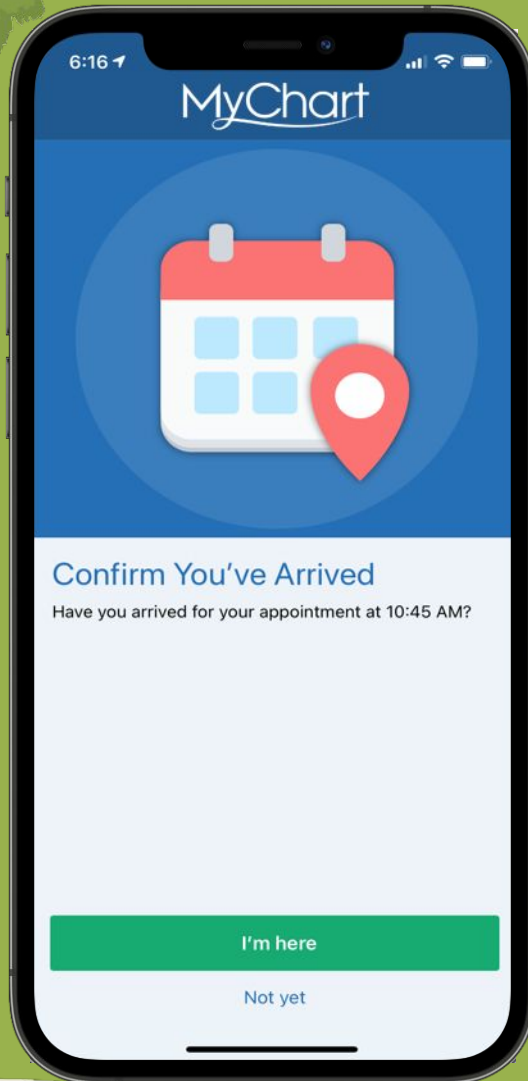 6:16
MyChart
Confirm You’ve Arrived
Have you arrived for your appointment at 10:45 AM?
I’m here
Not yet